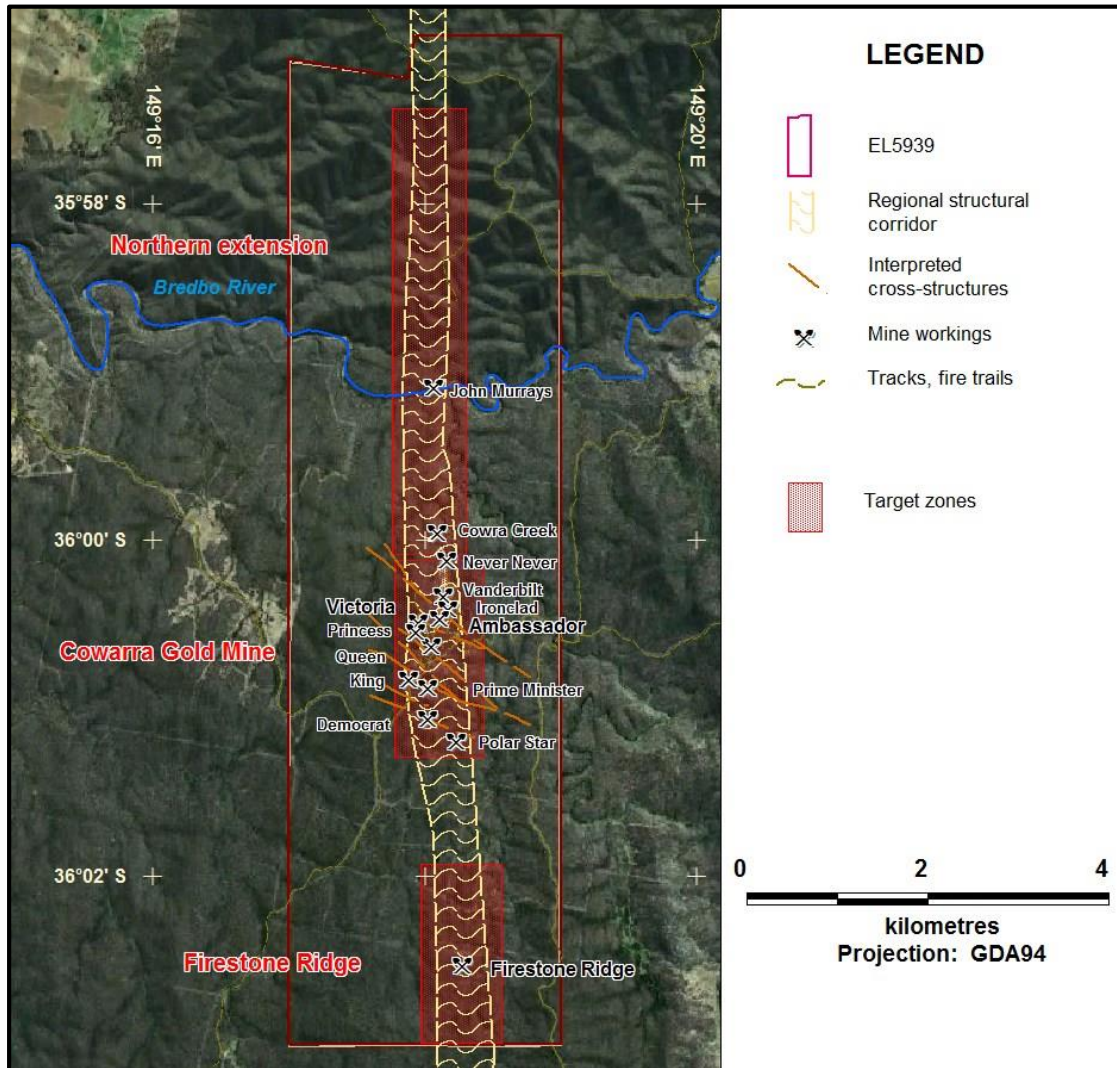 149°16' E
149°20' E
35°58' S
Northern extension
Bredbo River
John Murrays
36°00' S
Cowra Creek
Never Never
Vanderbilt
Ironclad
Victoria
Ambassador
Princess
Cowarra Gold Mine
Queen
King
Prime Minister
Democrat
Polar Star
36°02' S
Firestone Ridge
Firestone Ridge
LEGEND
EL5939
Regional structural
corridor
Interpreted
cross-structures
Mine workings
Tracks, fire trails
Target zones
0 2 4
kilometres
Projection: GDA94